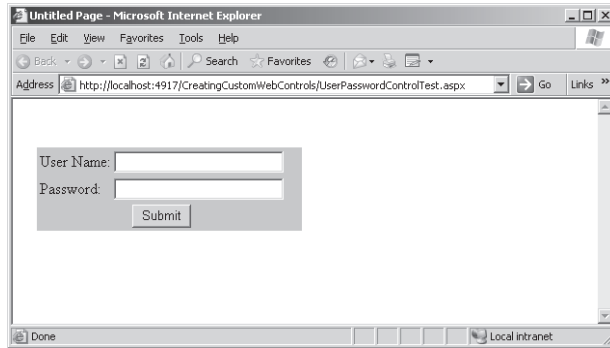 Untitled Page - Microsoft Internet Explorer
File Edit View Favorites Tools Help
Back Search Favorites
Address http://localhost:4917/CreatingCustomWebControls/UserPasswordControlTest.aspx Go Links »
User Name:
Password:
Submit
Done Local intranet